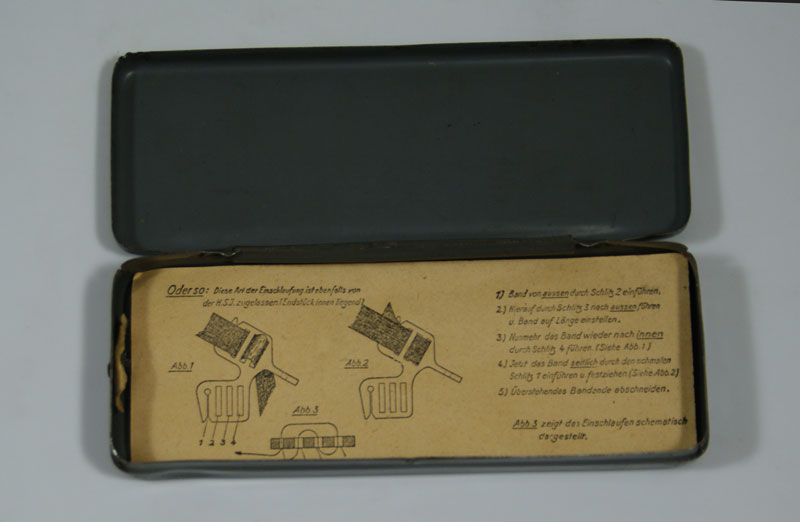 Oder so: Diese Art der Einschlaufung ist ebenfalls von
der H.S.J. zugelassen. (Endstück innen liegend)
Abb.1
Abb.2
1 2 3 4
Abb.3
1) Band von aussen durch Schlitz 2 einführen.
2) Hierauf durch Schlitz 3 nach aussen führen
u. Band auf Länge einstellen.
3) Nunmehr das Band wieder nach innen
durch Schlitz 4 führen. (Siehe Abb. 1)
4) Jetzt das Band seitlich durch den schmalen
Schlitz 1 einführen u. festziehen (Siehe Abb. 2)
5) Überstehendes Bandende abschneiden.
Abb. 3 zeigt das Einschlaufen schematisch
dargestellt.